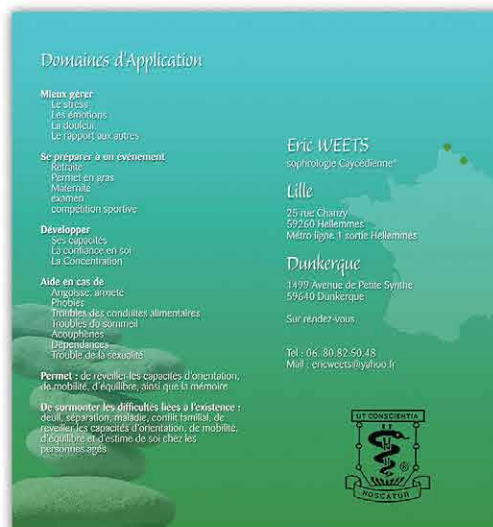 Domaines d'Application
Mieux gérer
Le stress
Les émotions
La douleur,
Le rapport aux autres
Se préparer à un évènement
Retraite
Permet en gras
Maternité
examen
compétition sportive
Développer
Ses capacités
La confiance en soi
La Concentration
Aide en cas de
Angoisse, anxiété
Phobies
Troubles des conduites alimentaires
Troubles du sommeil
Acouphènes
Dépendances
Trouble de la sexualité
Permet : de réveiller les capacités d'orientation,
de mobilité, d'équilibre, ainsi que la mémoire
De surmonter les difficultés liées à l'existence :
deuil, séparation, maladie, conflit familial, de
reveiller les capacités d'orientation, de mobilité,
d'équilibre et d'estime de soi chez les
personnes agés
Eric WEETS
sophrologie Caycédienne®
Lille
25 rue Chanzy
59260 Hellemmes
Métro ligne 1 sortie Hellemmes
Dunkerque
1499 Avenue de Petite Synthe
59640 Dunkerque
Sur rendez-vous.
Tel : 06. 80.82.50.48
Mail : ericweets@yahoo.fr
UT CONSCIENTIA
®
NOSCATUR